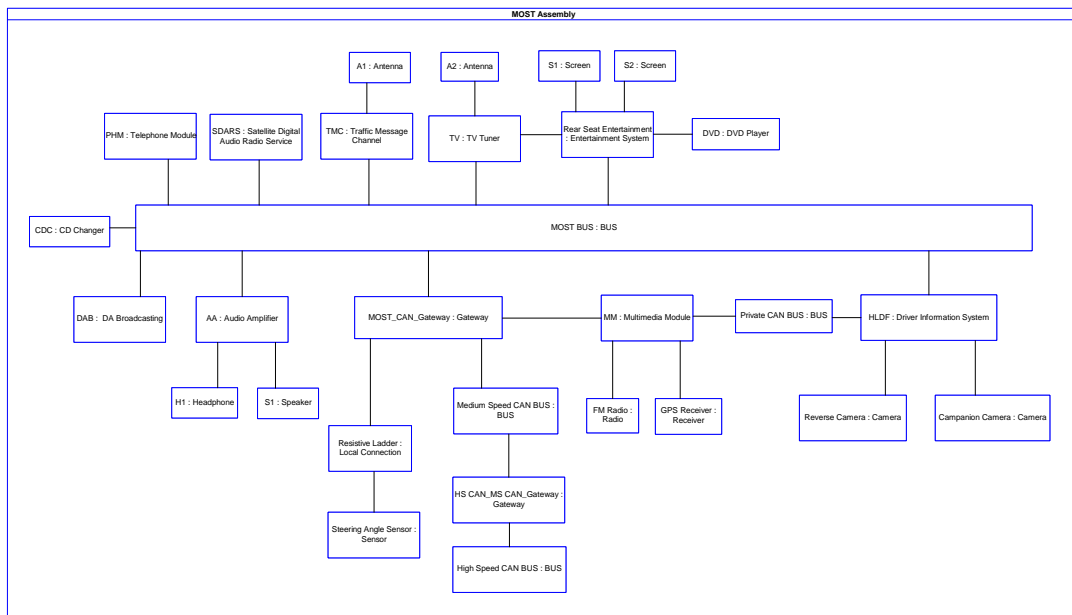 MOST Assembly
A1 : Antenna
A2 : Antenna
S1 : Screen
S2 : Screen
PHM : Telephone Module
SDARS : Satellite Digital
Audio Radio Service
TMC : Traffic Message
Channel
TV : TV Tuner
Rear Seat Entertainment
: Entertainment System
DVD : DVD Player
CDC : CD Changer
MOST BUS : BUS
DAB : DA Broadcasting
AA : Audio Amplifier
MOST_CAN_Gateway : Gateway
MM : Multimedia Module
Private CAN BUS : BUS
HLDF : Driver Information System
H1 : Headphone
S1 : Speaker
Medium Speed CAN BUS :
BUS
FM Radio :
Radio
GPS Receiver :
Receiver
Reverse Camera : Camera
Campanion Camera : Camera
Resistive Ladder :
Local Connection
HS CAN_MS CAN_Gateway :
Gateway
Steering Angle Sensor :
Sensor
High Speed CAN BUS : BUS